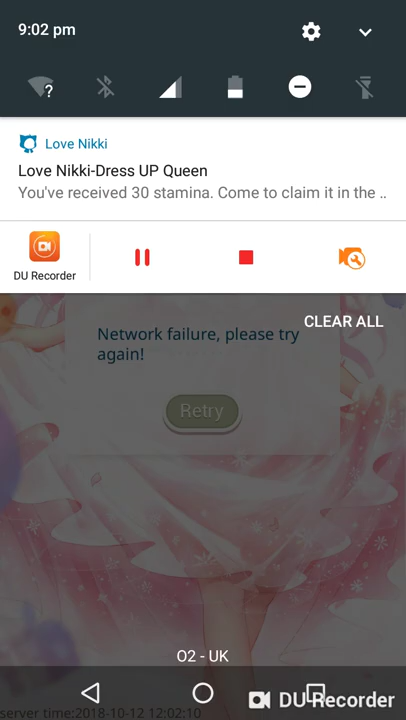 9:02 pm
?
Love Nikki
Love Nikki-Dress UP Queen
You've received 30 stamina. Come to claim it in the ..
DU Recorder
CLEAR ALL
Network failure, please try
again!
Retry
O2 - UK
DU Recorder
server time:2018-10-12 12:02:10